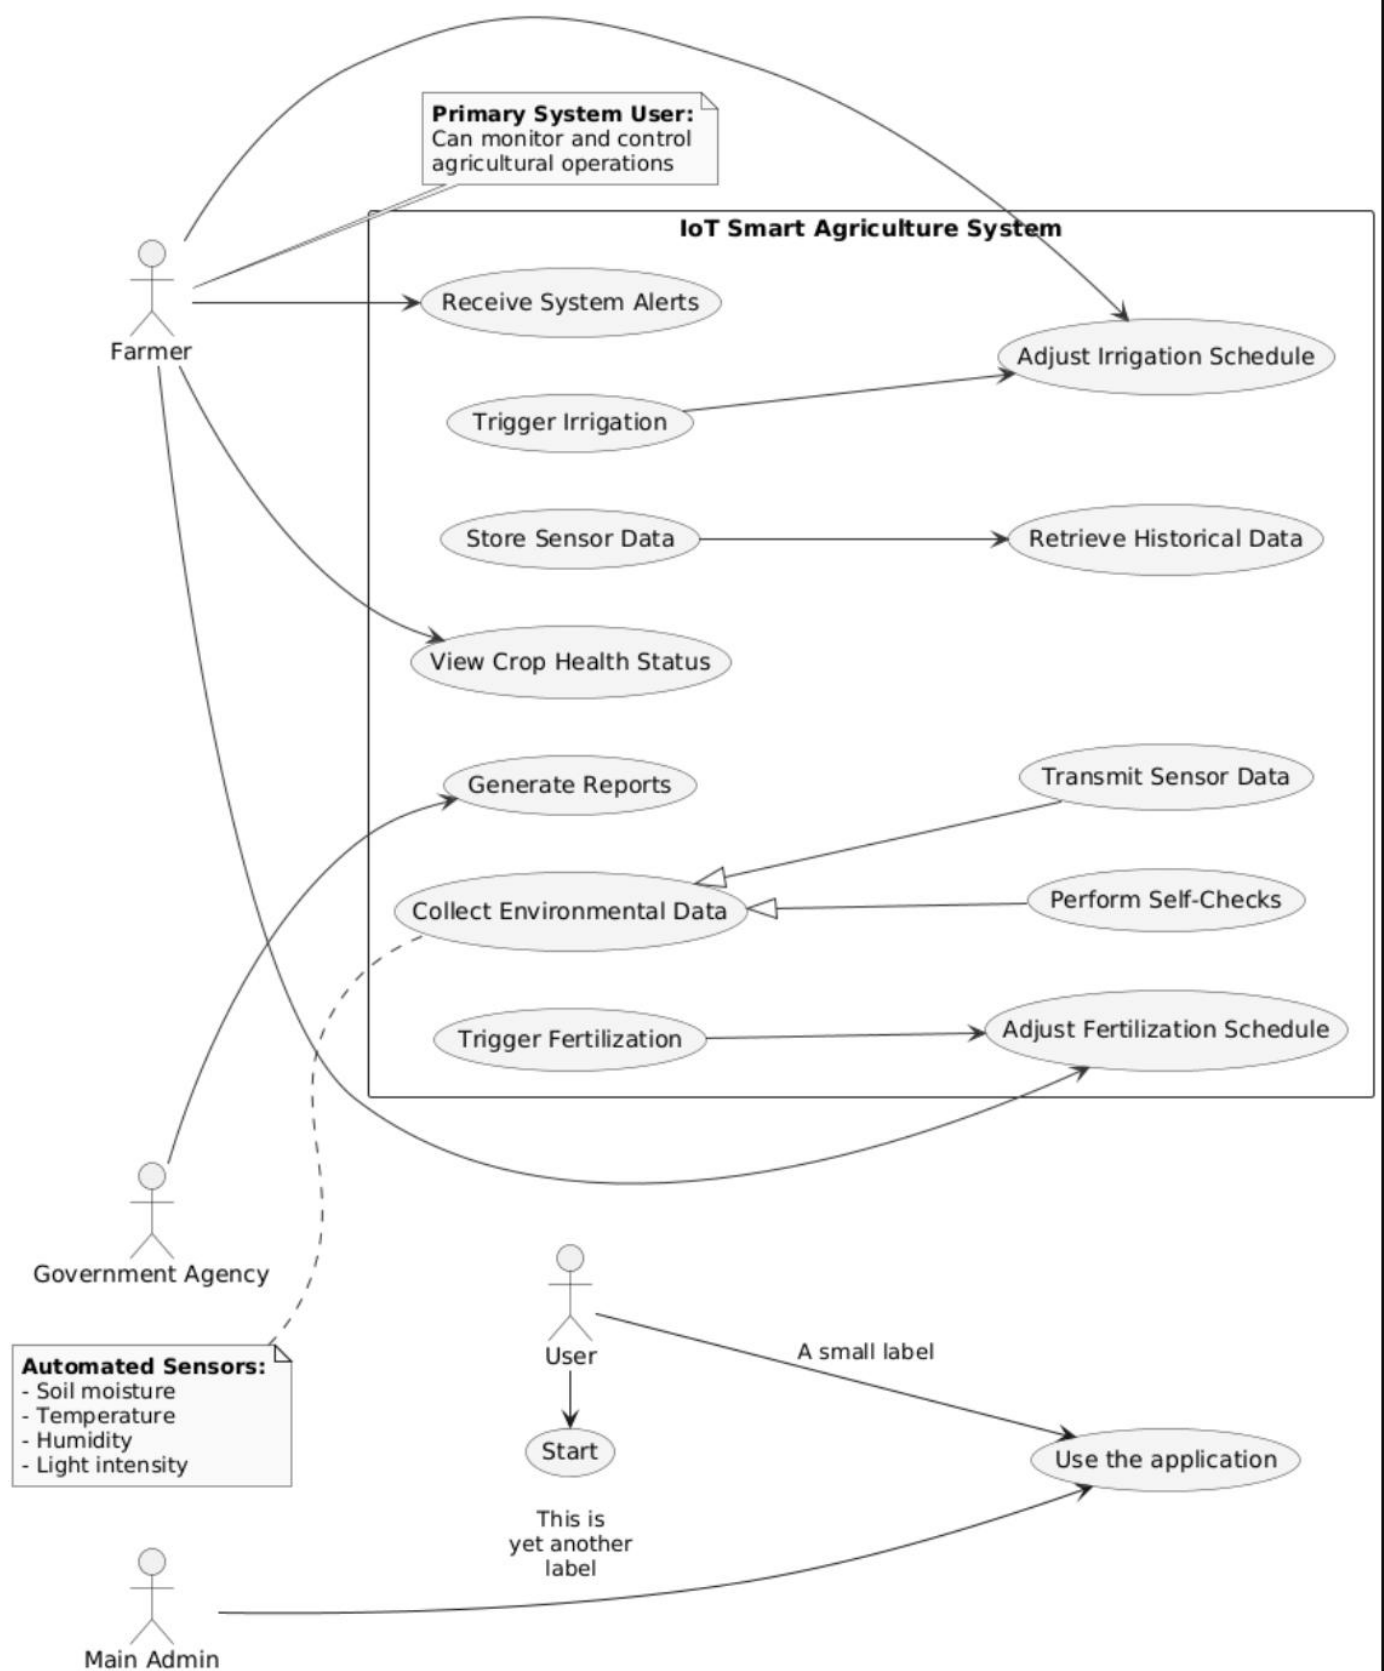 Primary System User:
Can monitor and control
agricultural operations
IoT Smart Agriculture System
Farmer
Receive System Alerts
Adjust Irrigation Schedule
Trigger Irrigation
Store Sensor Data
Retrieve Historical Data
View Crop Health Status
Generate Reports
Transmit Sensor Data
Collect Environmental Data
Perform Self-Checks
Trigger Fertilization
Adjust Fertilization Schedule
Government Agency
User
A small label
Automated Sensors:
- Soil moisture
- Temperature
- Humidity
- Light intensity
Start
Use the application
This is
yet another
label
Main Admin